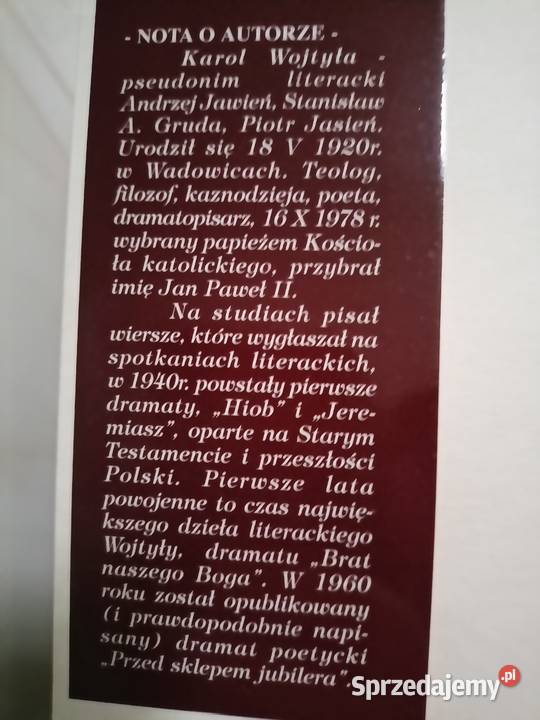 - NOTA O AUTORZE -
Karol Wojtyła -
pseudonim literacki
Andrzej Jawień, Stanisław
A. Gruda, Piotr Jasień.
Urodził się 18 V 1920r.
w Wadowicach. Teolog,
filozof, kaznodzieja, poeta,
dramatopisarz, 16 X 1978 r.
wybrany papieżem Kościo-
ła katolickiego, przybrał
imię Jan Paweł II.
Na studiach pisał
wiersze, które wygłaszał na
spotkaniach literackich,
w 1940r. powstały pierwsze
dramaty, „Hiob" i „Jere-
miasz", oparte na Starym
Testamencie i przeszłości
Polski. Pierwsze lata
powojenne to czas najwię-
kszego dzieła literackiego
Wojtyły, dramatu „Brat
naszego Boga". W 1960
roku został opublikowany
(i prawdopodobnie napi-
sany) dramat poetycki
„Przed sklepem jubilera".
Sprzedajemy.pl